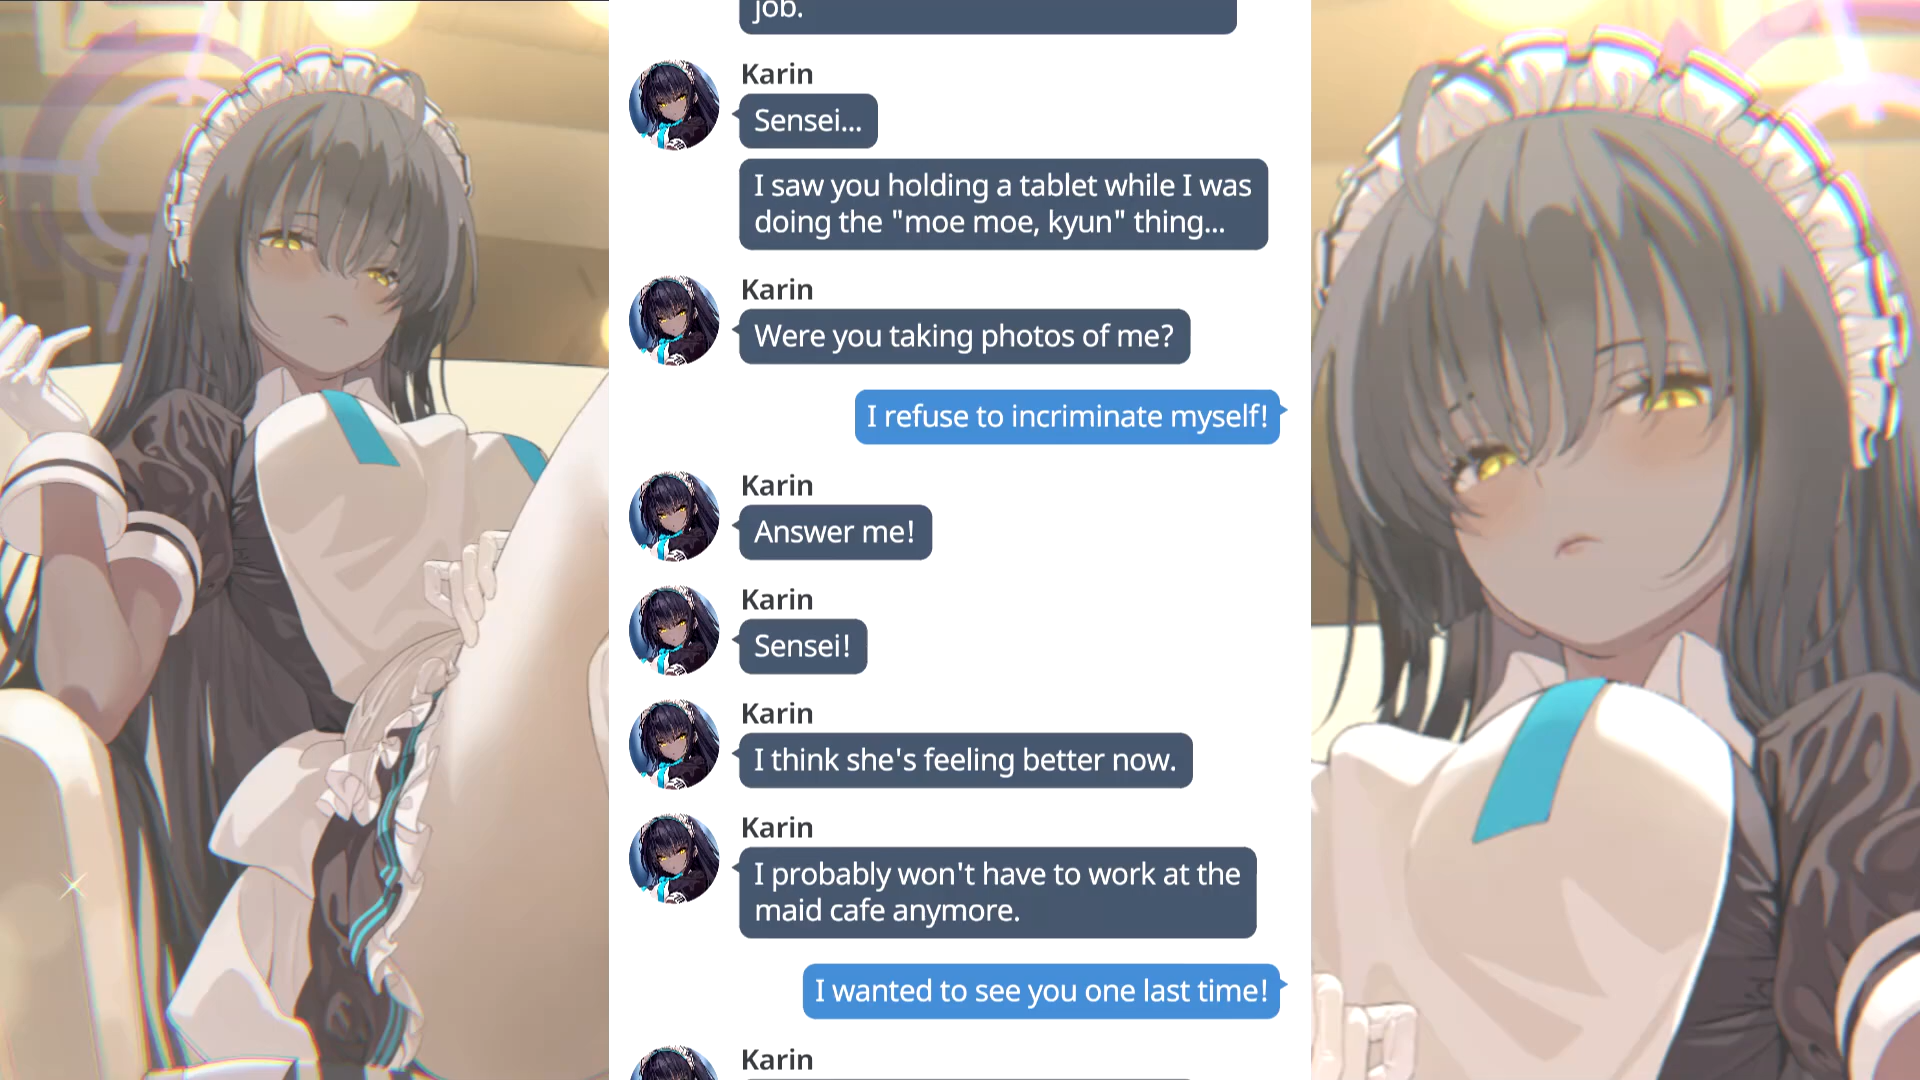 job.
Karin
Sensei...
I saw you holding a tablet while I was
doing the "moe moe, kyun" thing...
Karin
Were you taking photos of me?
I refuse to incriminate myself!
Karin
Answer me!
Karin
Sensei!
Karin
I think she's feeling better now.
Karin
I probably won't have to work at the
maid cafe anymore.
I wanted to see you one last time!
Karin